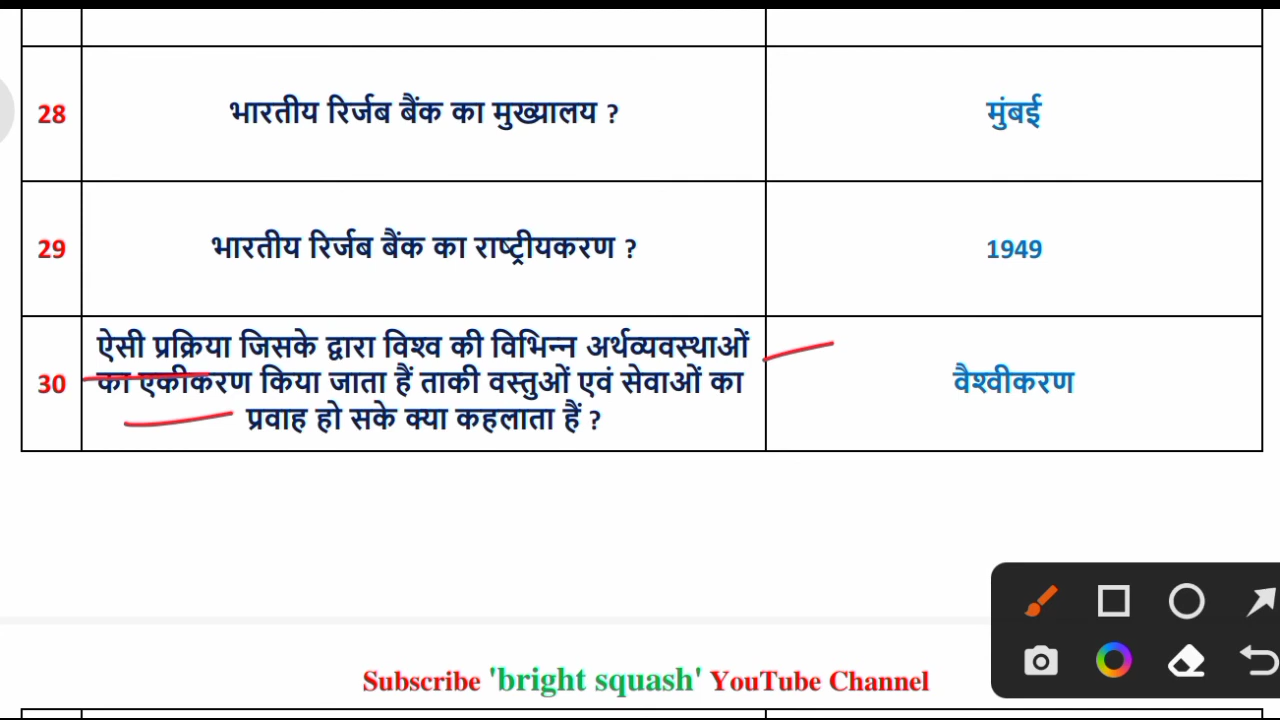 28 भारतीय रिर्जब बैंक का मुख्यालय ? मुंबई
29 भारतीय रिर्जब बैंक का राष्ट्रीयकरण ? 1949
ऐसी प्रक्रिया जिसके द्वारा विश्व की विभिन्न अर्थव्यवस्थाओं
30 का एकीकरण किया जाता हैं ताकी वस्तुओं एवं सेवाओं का वैश्वीकरण
प्रवाह हो सके क्या कहलाता हैं ?
Subscribe 'bright squash' YouTube Channel